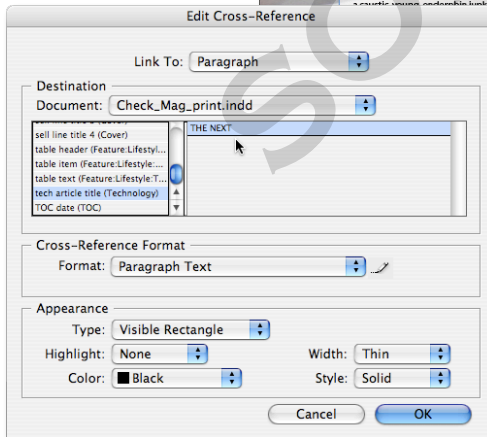 a caustic young endorphin junk
Edit Cross-Reference
Link To: Paragraph
Destination
Document: Check_Mag_print.indd
sell line title 4 (Cover)
table header (Feature:Lifestyl...
table item (Feature:Lifestyle:...
table text (Feature:Lifestyle:T...
tech article title (Technology)
TOC date (TOC)
THE NEXT
Cross-Reference Format
Format: Paragraph Text
Appearance
Type: Visible Rectangle
Highlight: None Width: Thin
Color: Black Style: Solid
Cancel OK